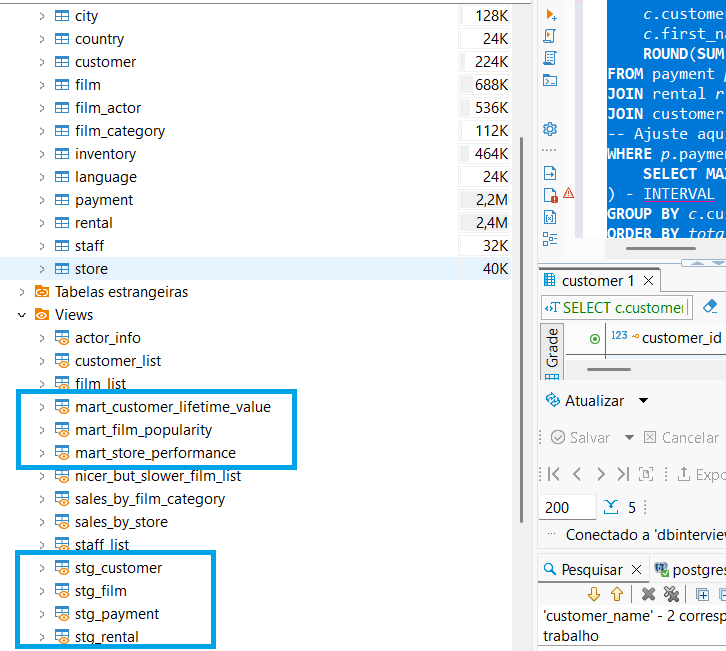 city 128K
country 24K
customer 224K
film 688K
film_actor 536K
film_category 112K
inventory 464K
language 24K
payment 2,2M
rental 2,4M
staff 32K
store 40K
Tabelas estrangeiras
Views
actor_info
customer_list
film_list
mart_customer_lifetime_value
mart_film_popularity
mart_store_performance
nicer_but_slower_film_list
sales_by_film_category
sales_by_store
staff_list
stg_customer
stg_film
stg_payment
stg_rental
c.custome
c.first_na
ROUND(SUM
FROM payment p
JOIN rental r
JOIN customer
-- Ajuste aqu
WHERE p.paymen
SELECT MAX
) - INTERVAL
GROUP BY c.cu
ORDER BY tota
customer 1
SELECT c.customer
Grade
123 customer_id
Atualizar
Salvar Cancelar
Expo
200 5
Conectado a 'dbinterview
Pesquisar postgres
'customer_name' - 2 corresp
trabalho